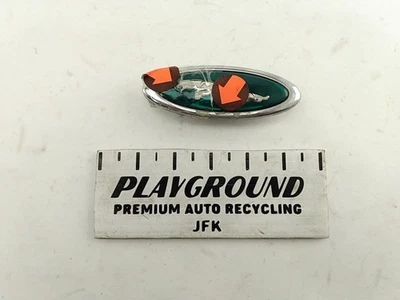 PLAYGROUND
PREMIUM AUTO RECYCLING
JFK